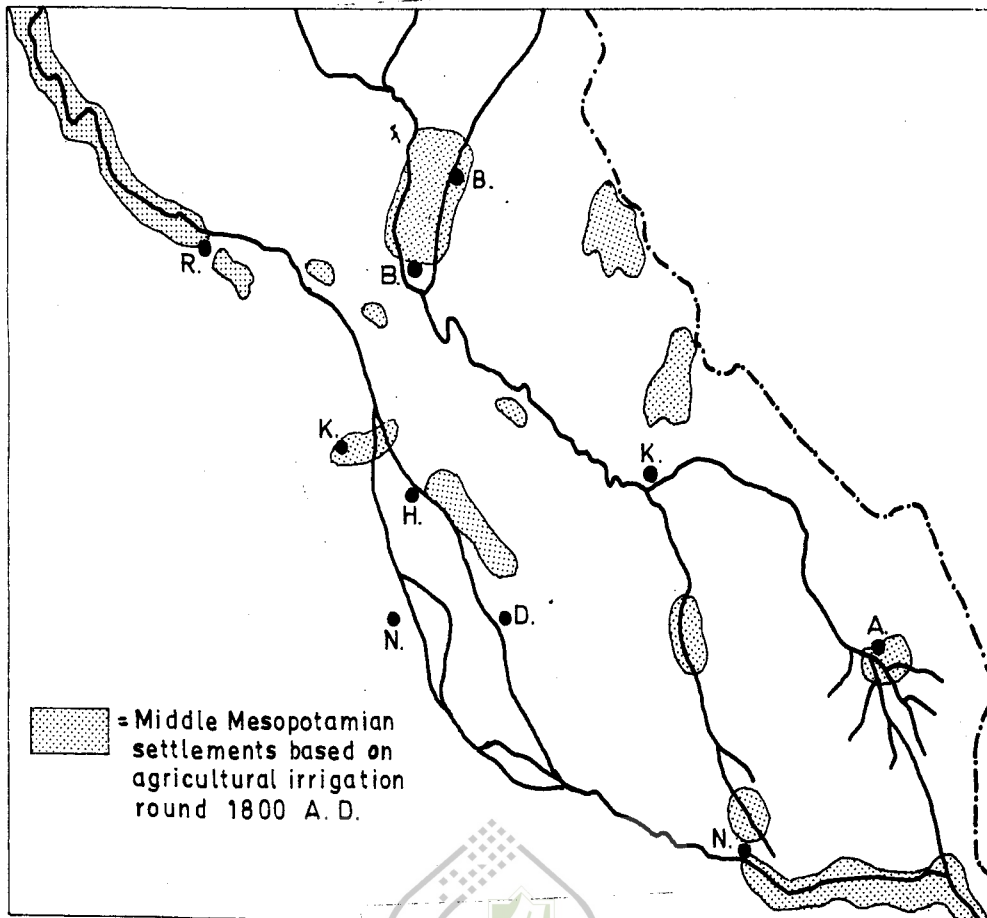 B.
R.
B.
K.
K.
H.
N.
D.
A.
= Middle Mesopotamian
settlements based on
agricultural irrigation
round 1800 A.D.
N.